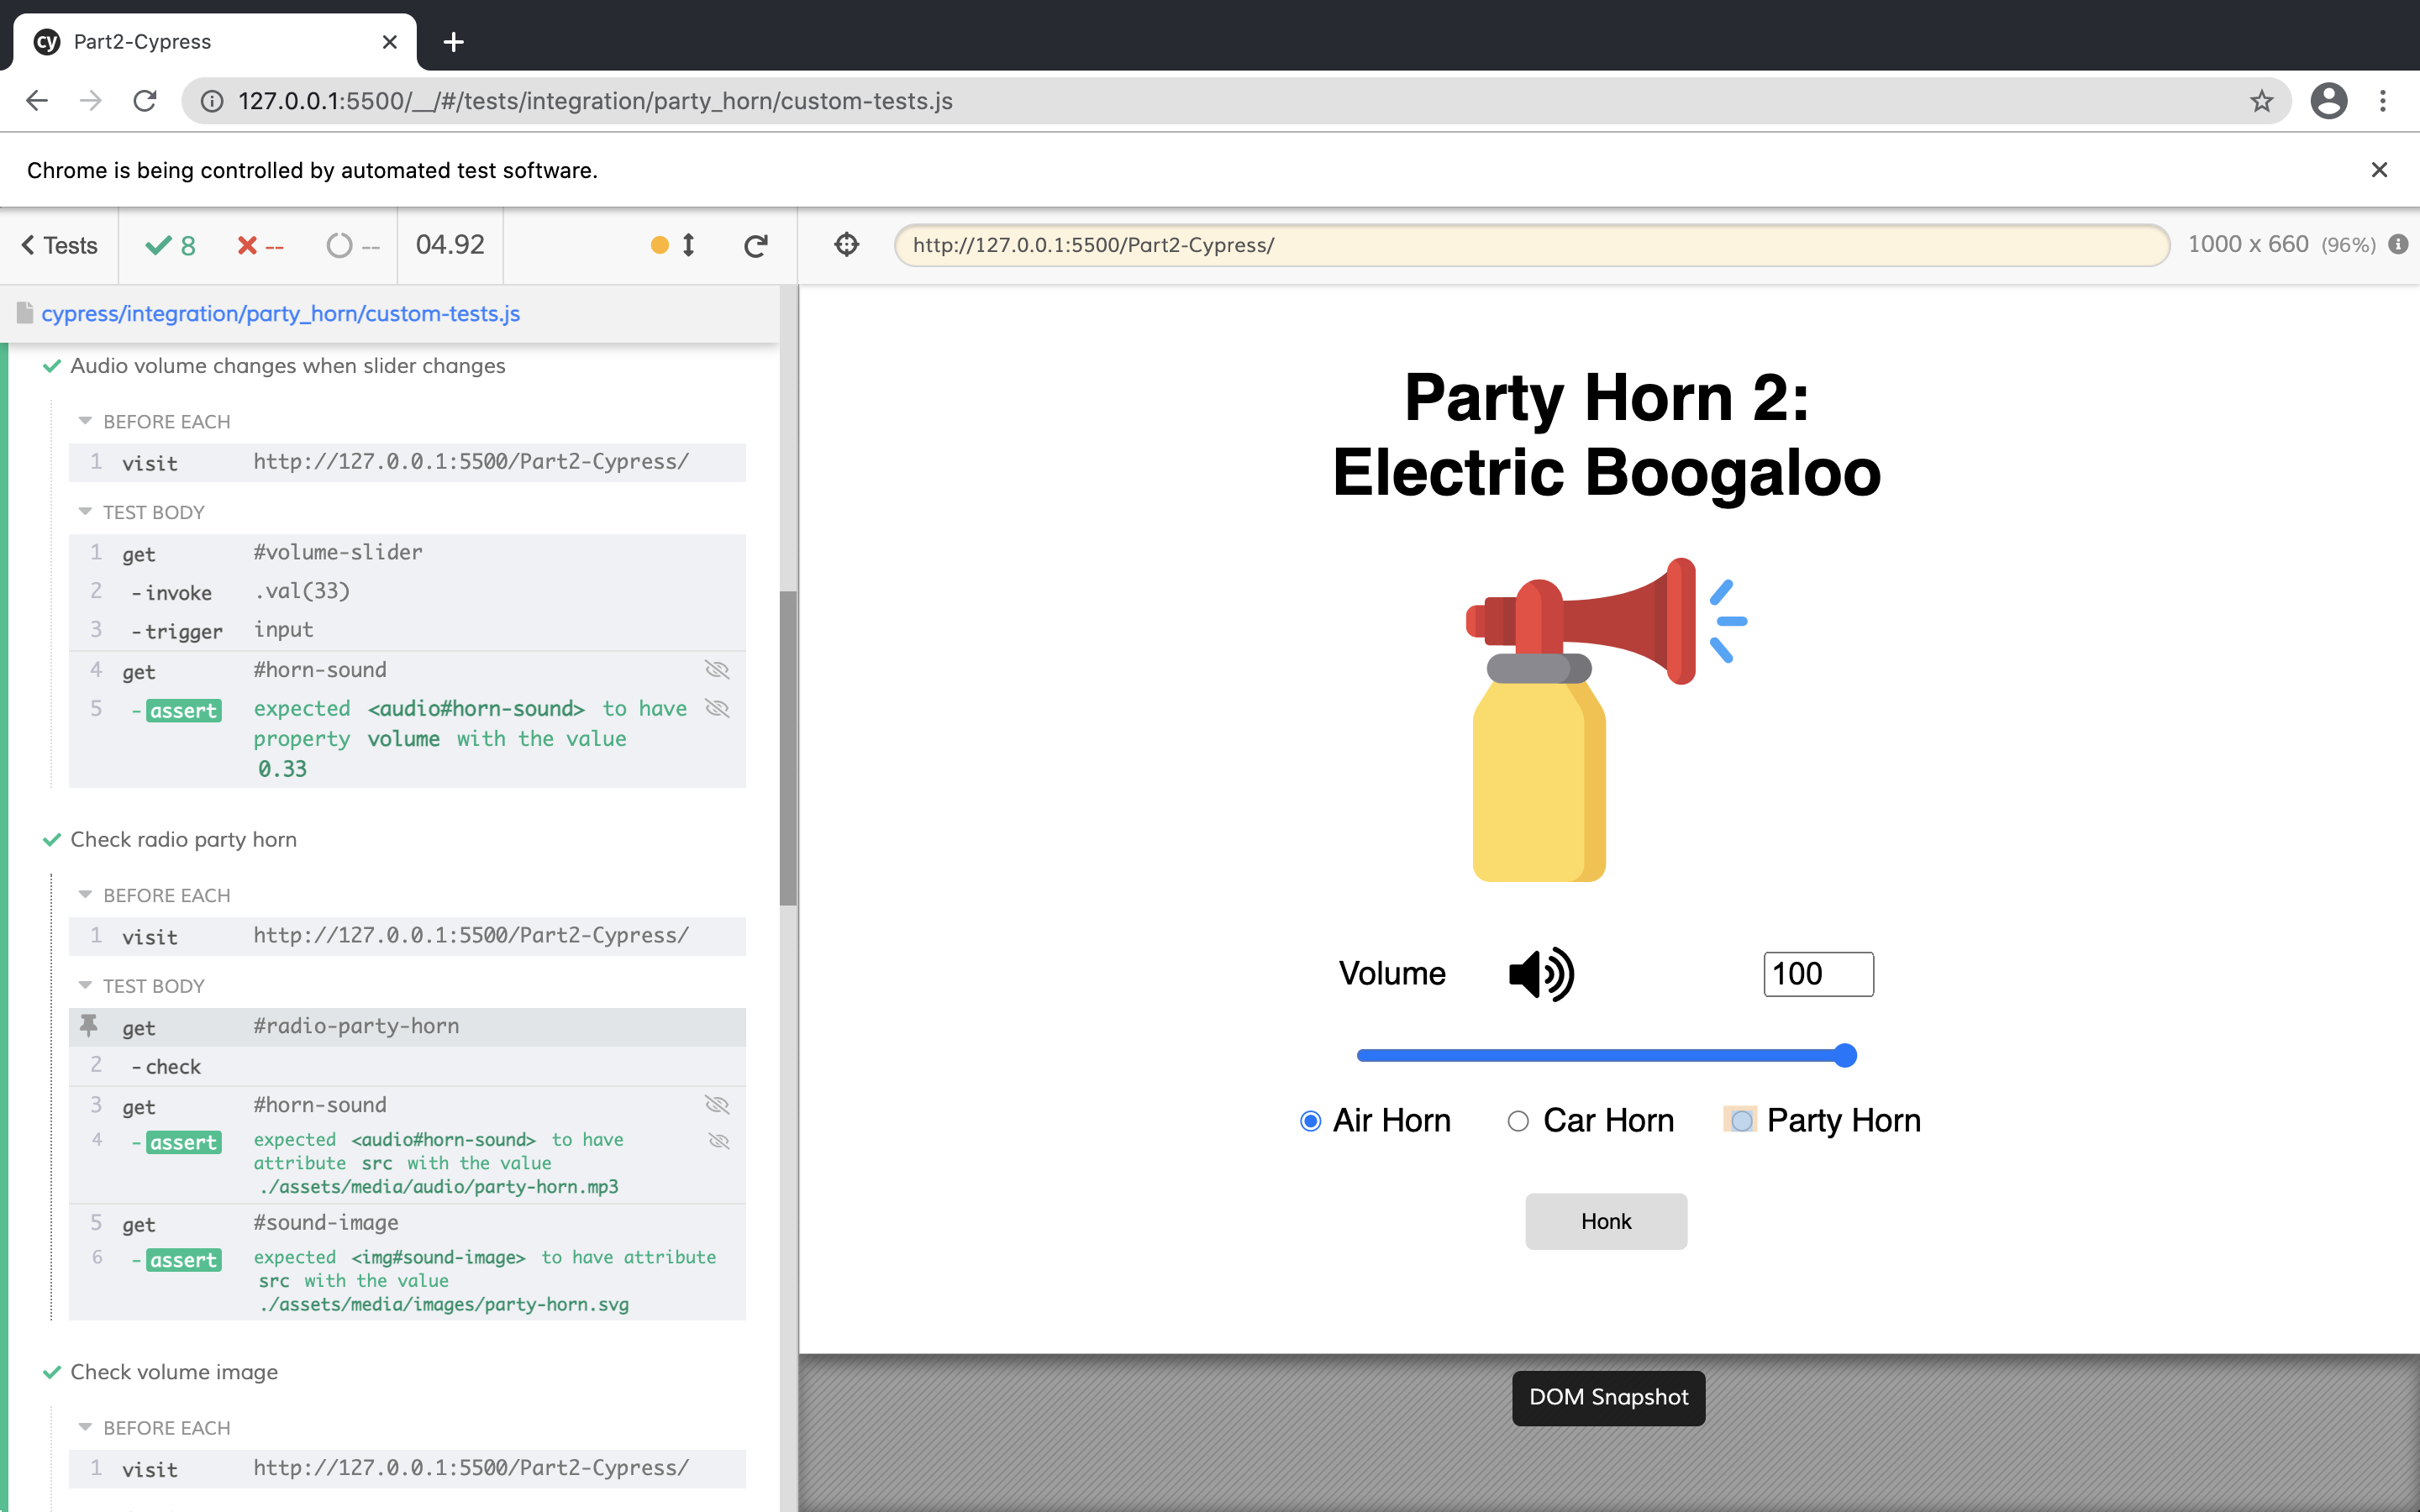 cy Part2-Cypress
127.0.0.1:5500/__/#/tests/integration/party_horn/custom-tests.js
Chrome is being controlled by automated test software.
Tests 8 -- -- 04.92
http://127.0.0.1:5500/Part2-Cypress/ 1000 x 660 (96%)
cypress/integration/party_horn/custom-tests.js
Audio volume changes when slider changes
BEFORE EACH
1 visit http://127.0.0.1:5500/Part2-Cypress/
TEST BODY
1 get #volume-slider
2 -invoke .val(33)
3 -trigger input
4 get #horn-sound
5 -assert expected <audio#horn-sound> to have
property volume with the value
0.33
Check radio party horn
BEFORE EACH
1 visit http://127.0.0.1:5500/Part2-Cypress/
TEST BODY
get #radio-party-horn
2 -check
3 get #horn-sound
4 -assert expected <audio#horn-sound> to have
attribute src with the value
./assets/media/audio/party-horn.mp3
5 get #sound-image
6 -assert expected <img#sound-image> to have attribute
src with the value
./assets/media/images/party-horn.svg
Check volume image
BEFORE EACH
1 visit http://127.0.0.1:5500/Part2-Cypress/
Party Horn 2:
Electric Boogaloo
Volume 100
Air Horn Car Horn Party Horn
Honk
DOM Snapshot